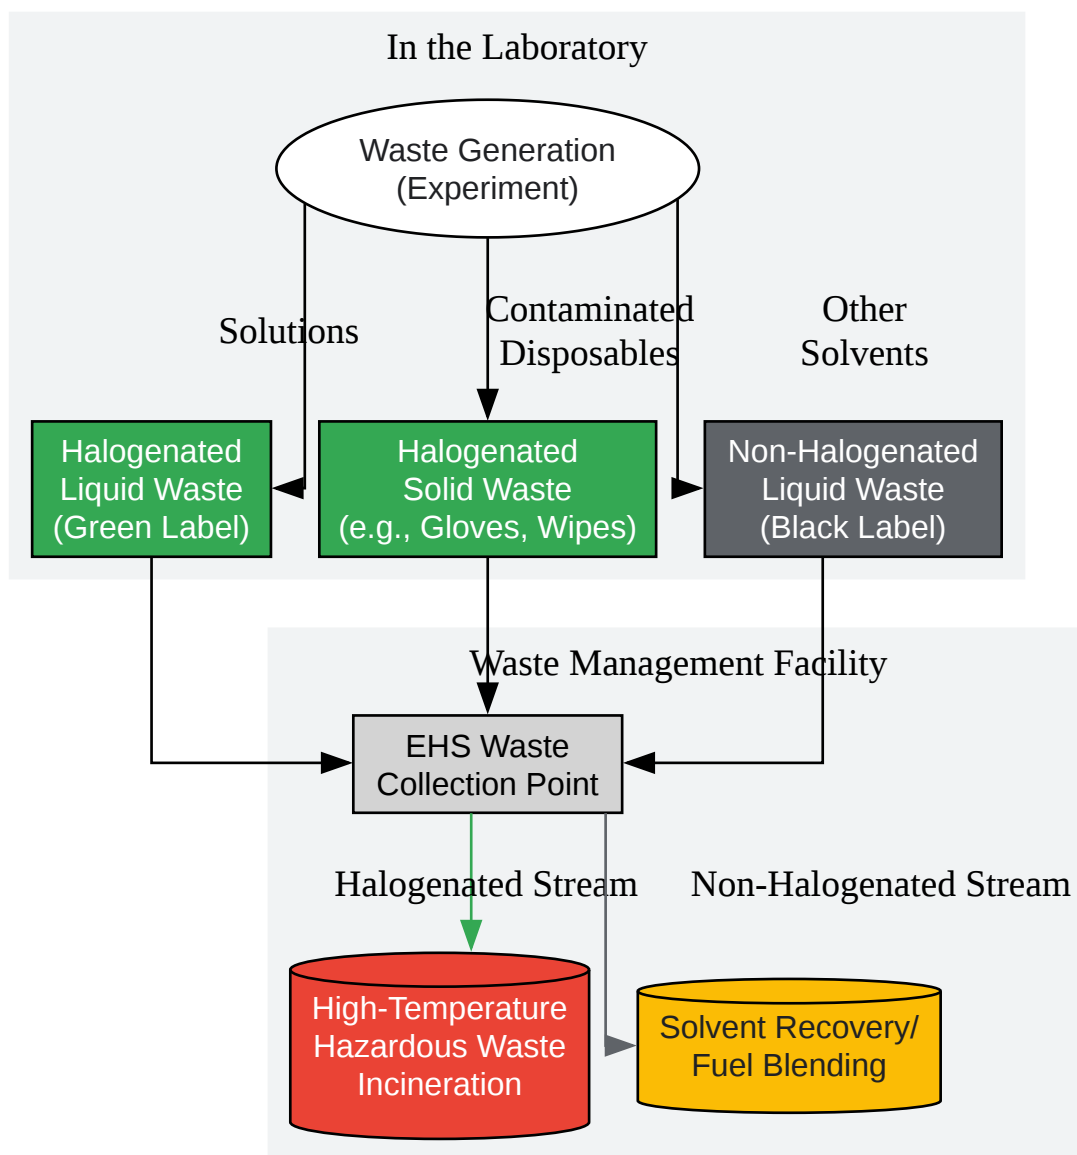 In the Laboratory
Waste Generation
(Experiment)
Solutions
Contaminated
Disposables
Other
Solvents
Halogenated
Liquid Waste
(Green Label)
Halogenated
Solid Waste
(e.g., Gloves, Wipes)
Non-Halogenated
Liquid Waste
(Black Label)
Waste Management Facility
EHS Waste
Collection Point
Halogenated Stream
Non-Halogenated Stream
High-Temperature
Hazardous Waste
Incineration
Solvent Recovery/
Fuel Blending